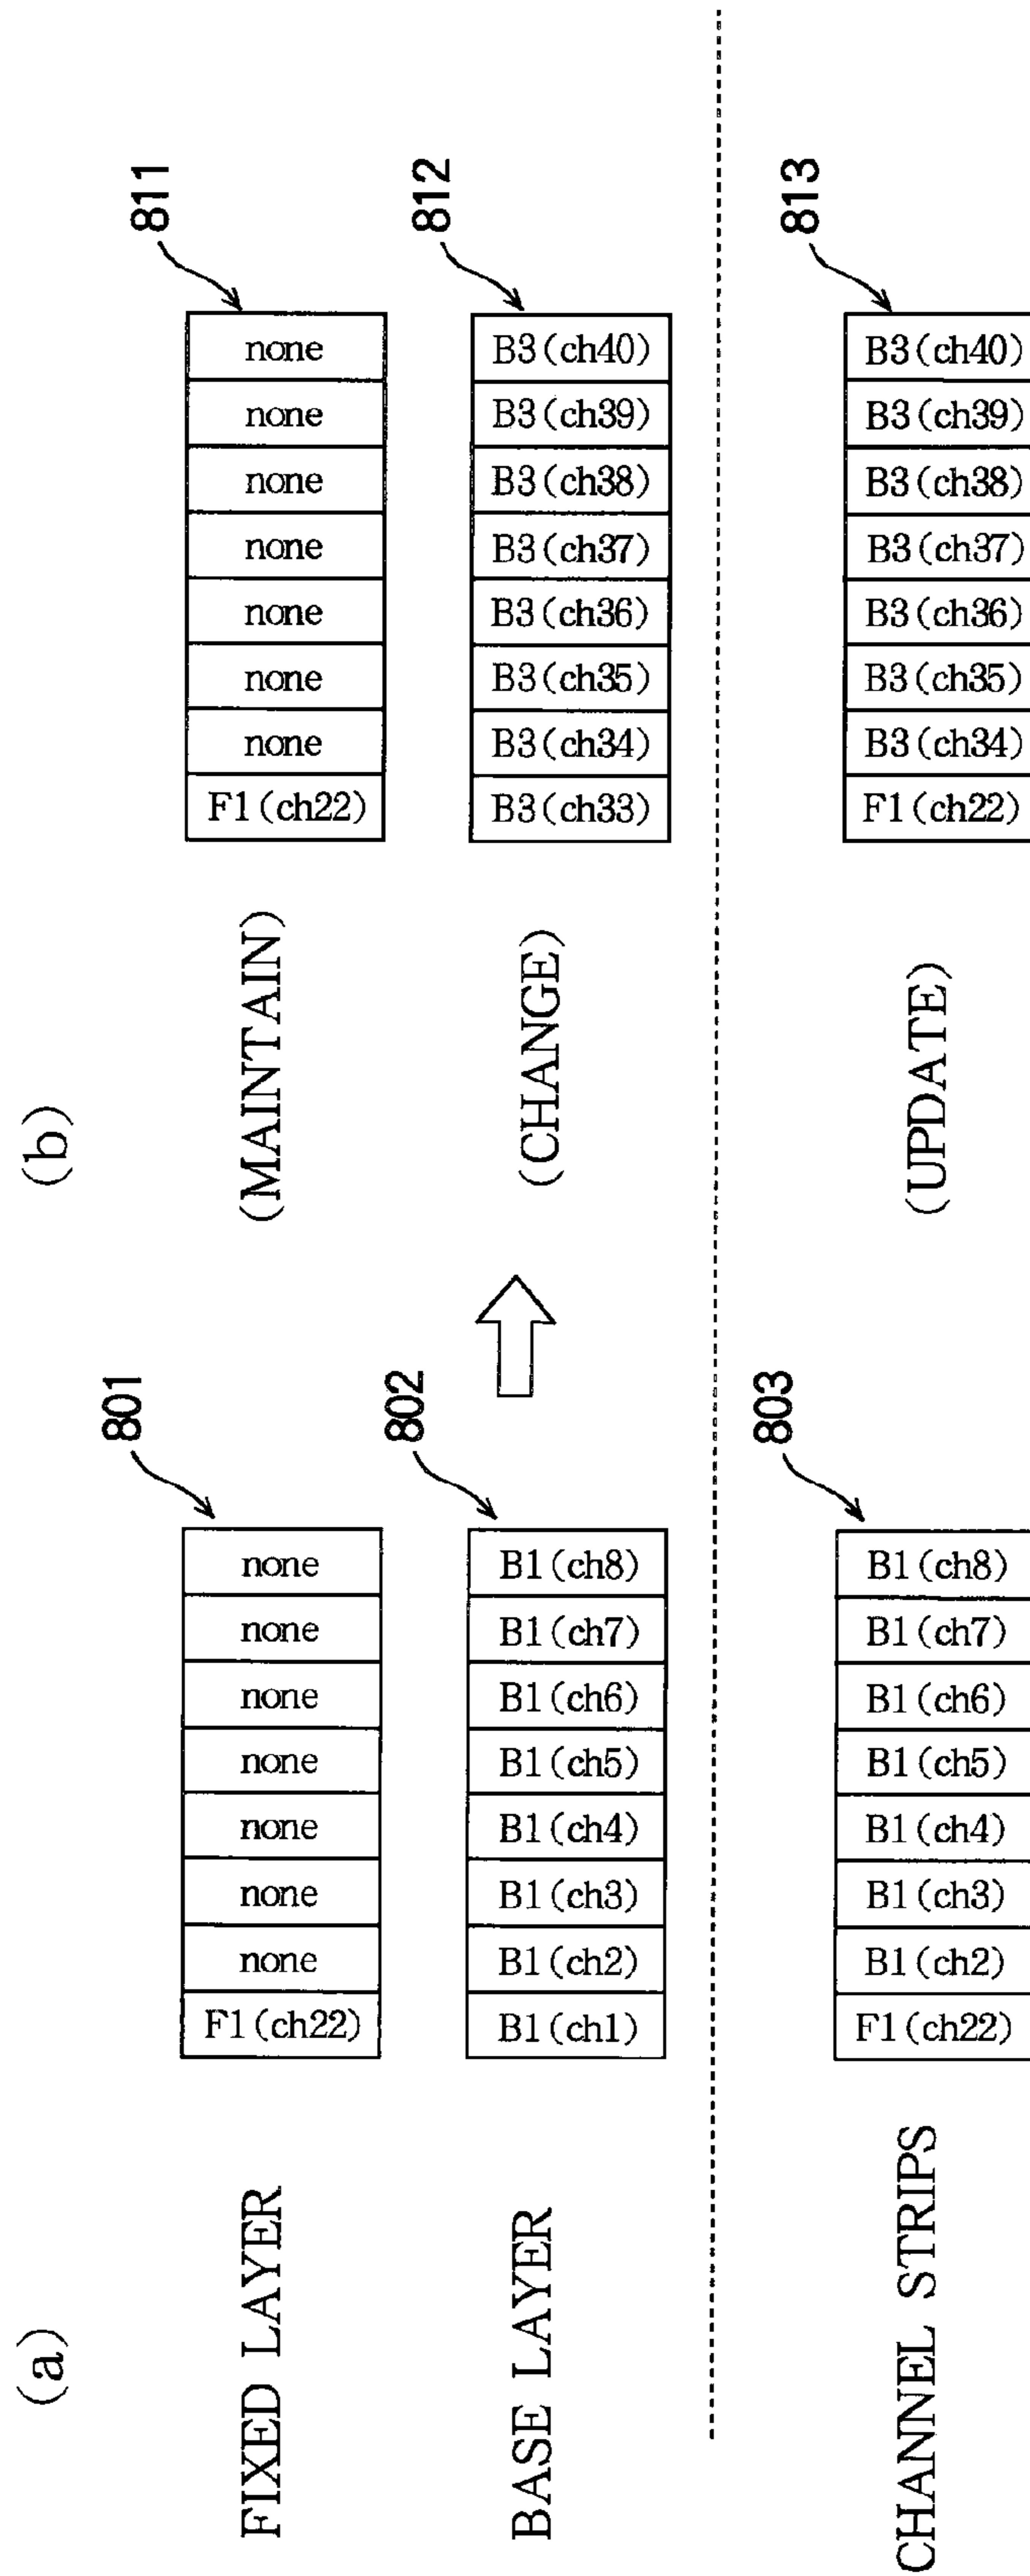 (a)
(b)
801
811
FIXED LAYER
F1(ch22) none none none none none none none
(MAINTAIN)
F1(ch22) none none none none none none none
802
812
BASE LAYER
B1(ch1) B1(ch2) B1(ch3) B1(ch4) B1(ch5) B1(ch6) B1(ch7) B1(ch8)
(CHANGE)
B3(ch33) B3(ch34) B3(ch35) B3(ch36) B3(ch37) B3(ch38) B3(ch39) B3(ch40)
803
813
CHANNEL STRIPS
F1(ch22) B1(ch2) B1(ch3) B1(ch4) B1(ch5) B1(ch6) B1(ch7) B1(ch8)
(UPDATE)
F1(ch22) B3(ch34) B3(ch35) B3(ch36) B3(ch37) B3(ch38) B3(ch39) B3(ch40)